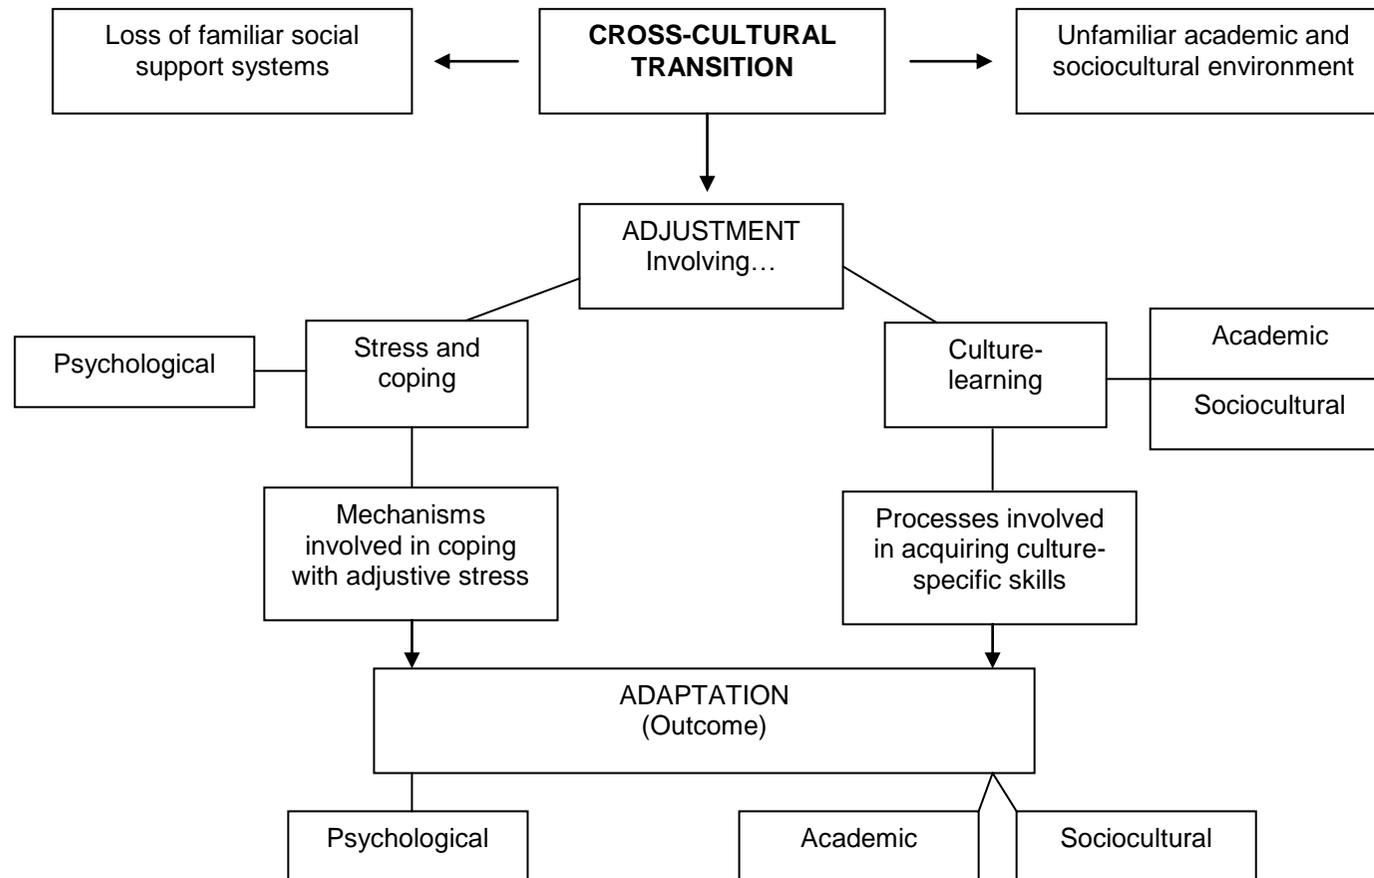 Loss of familiar social
support systems
CROSS-CULTURAL
TRANSITION
Unfamiliar academic and
sociocultural environment
ADJUSTMENT
Involving…
Psychological
Stress and
coping
Culture-
learning
Academic
Sociocultural
Mechanisms
involved in coping
with adjustive stress
Processes involved
in acquiring culture-
specific skills
ADAPTATION
(Outcome)
Psychological
Academic
Sociocultural